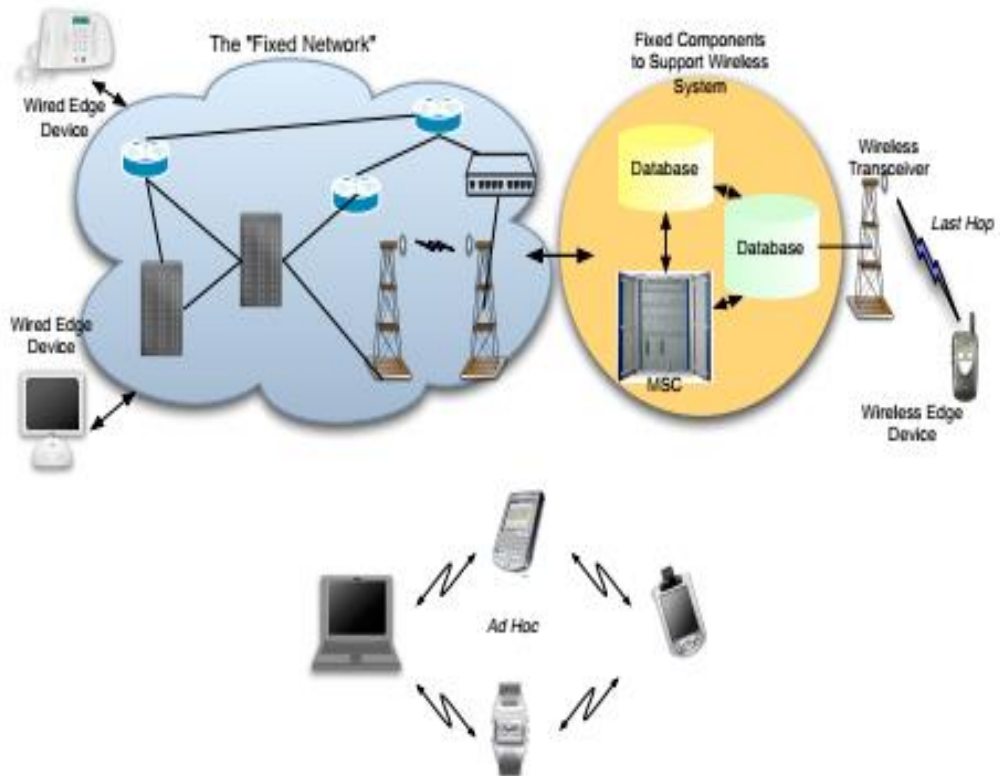 The "Fixed Network"
Wired Edge
Device
Wired Edge
Device
Fixed Components
to Support Wireless
System
Database
Database
MSC
Wireless
Transceiver
Last Hop
Wireless Edge
Device
Ad Hoc